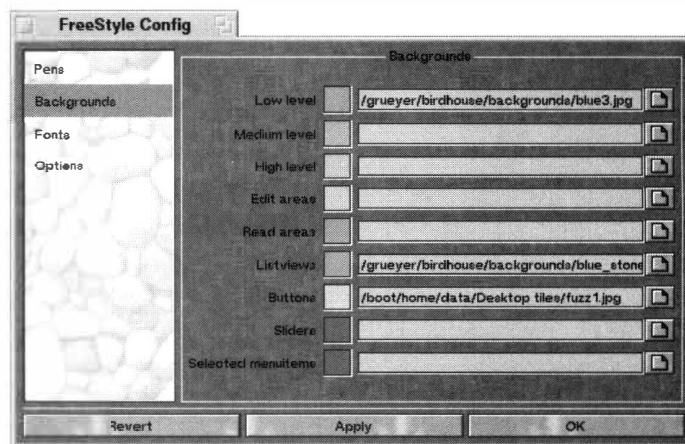 FreeStyle Config
Pens
Backgrounds
Fonts
Options
Backgrounds
Low level /grueyer/birdhouse/backgrounds/blue3.jpg
Medium level
High level
Edit areas
Read areas
Listviews /grueyer/birdhouse/backgrounds/blue_stone
Buttons /boot/home/data/Desktop tiles/fuzz1.jpg
Sliders
Selected menuitems
Revert Apply OK